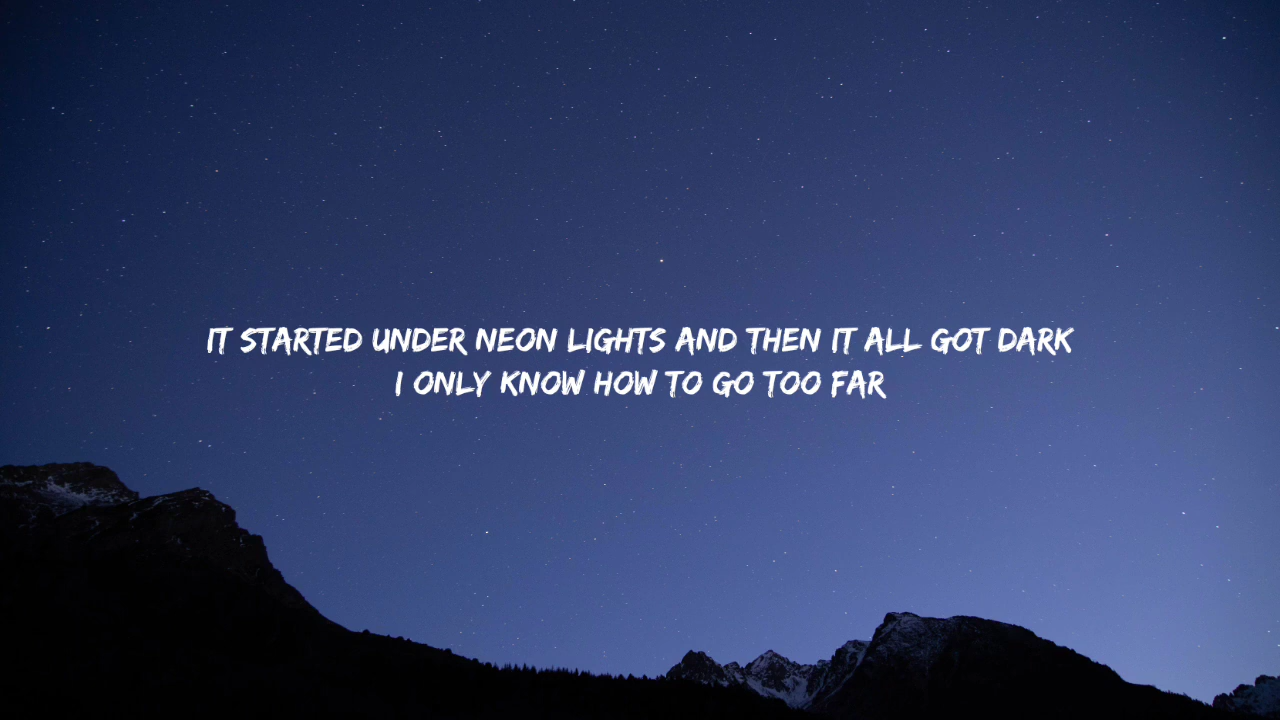 IT STARTED UNDER NEON LIGHTS AND THEN IT ALL GOT DARK
I ONLY KNOW HOW TO GO TOO FAR